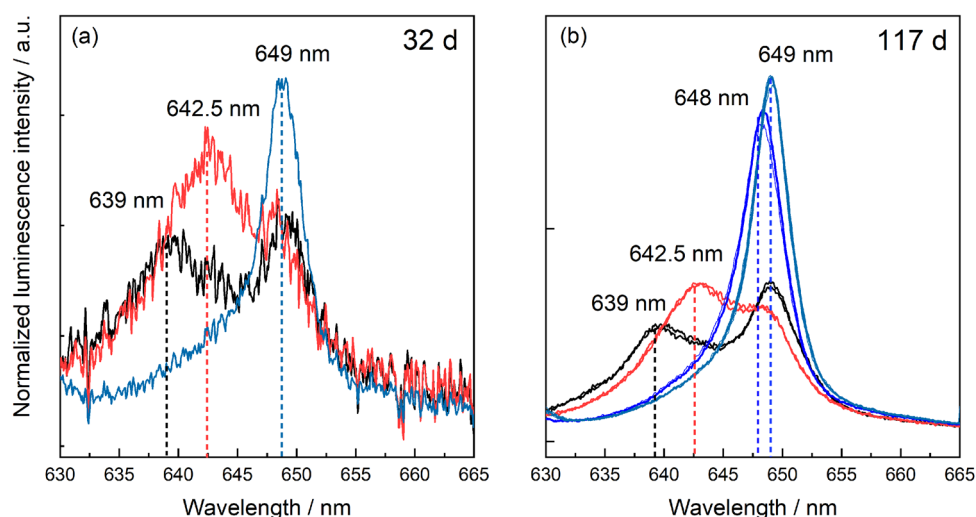 Normalized luminescence intensity / a.u.
(a)
32 d
649 nm
642.5 nm
639 nm
630 635 640 645 650 655 660 665
Wavelength / nm
(b)
117 d
649 nm
648 nm
642.5 nm
639 nm
630 635 640 645 650 655 660 665
Wavelength / nm